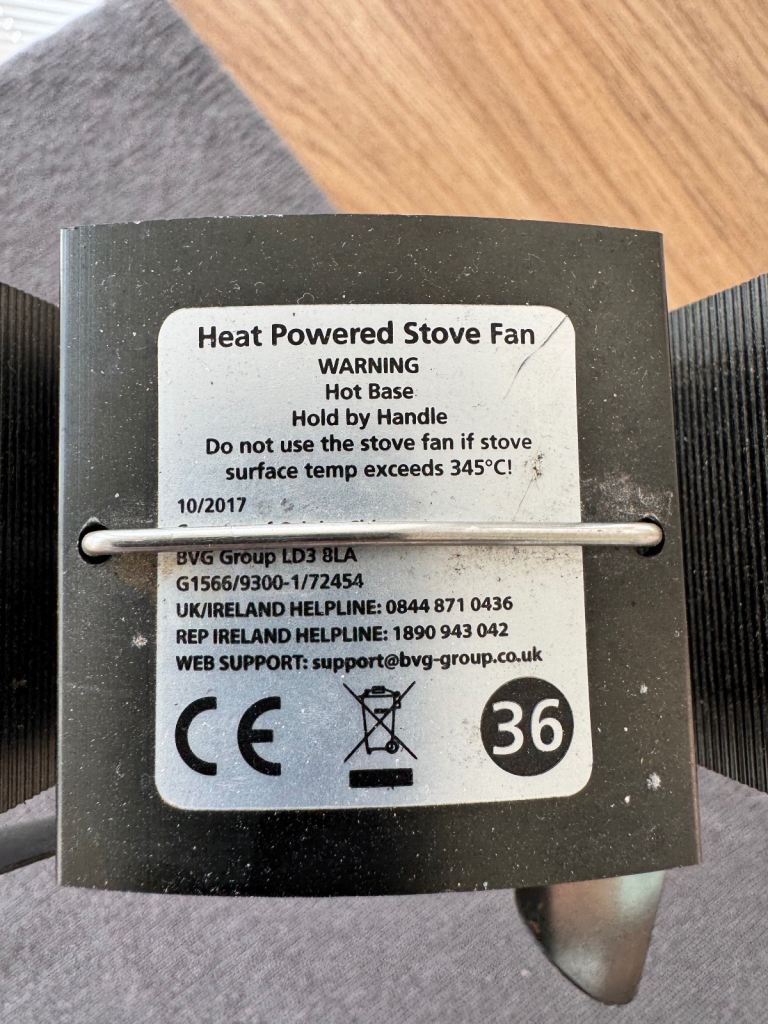 Heat Powered Stove Fan
WARNING
Hot Base
Hold by Handle
Do not use the stove fan if stove
surface temp exceeds 345°C!
10/2017
BVG Group LD3 8LA
G1566/9300-1/72454
UK/IRELAND HELPLINE: 0844 871 0436
REP IRELAND HELPLINE: 1890 943 042
WEB SUPPORT: support@bvg-group.co.uk
CE
36